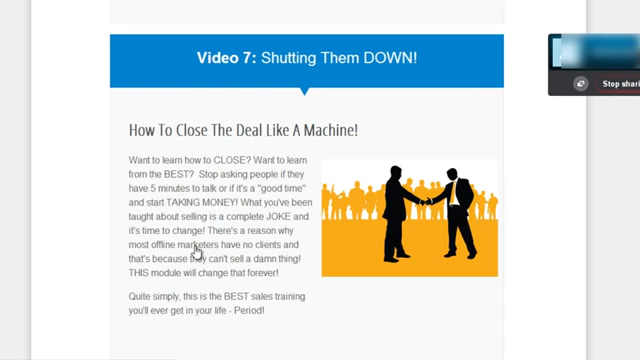 Video 7: Shutting Them DOWN!
Stop shari
How To Close The Deal Like A Machine!
Want to learn how to CLOSE? Want to learn
from the BEST? Stop asking people if they
have 5 minutes to talk or if it's a "good time"
and start TAKING MONEY! What you've been
taught about selling is a complete JOKE and
it's time to change! There's a reason why
most offline marketers have no clients and
that's because they can't sell a damn thing!
THIS module will change that forever!
Quite simply, this is the BEST sales training
you'll ever get in your life - Period!